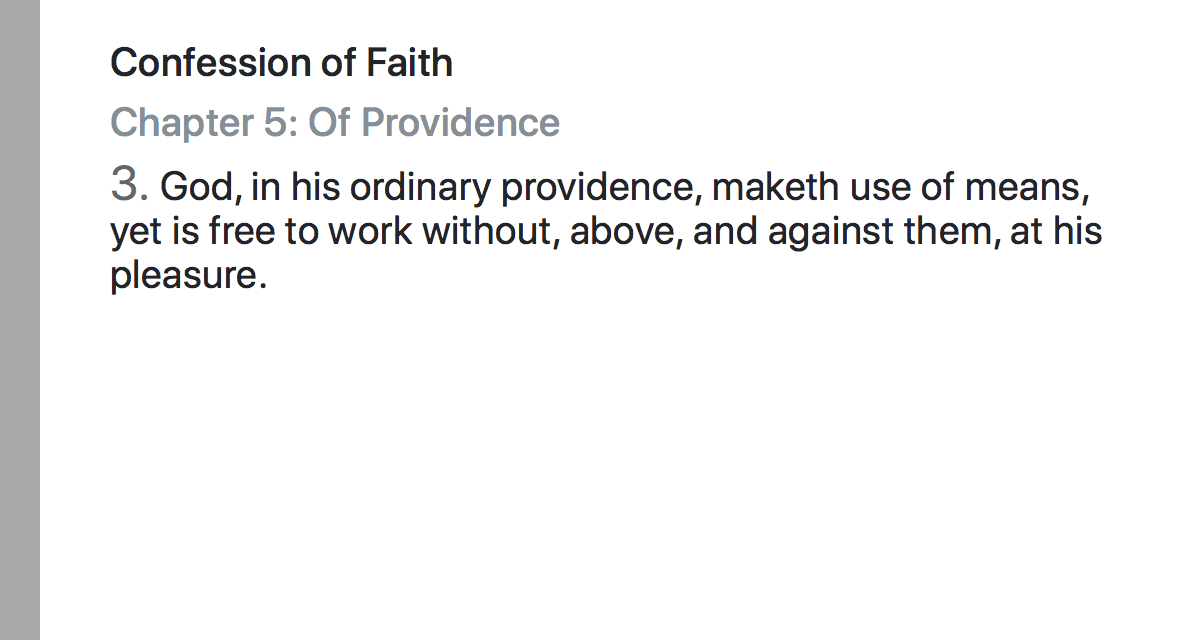 Confession of Faith
Chapter 5: Of Providence
3. God, in his ordinary providence, maketh use of means,
yet is free to work without, above, and against them, at his
pleasure.